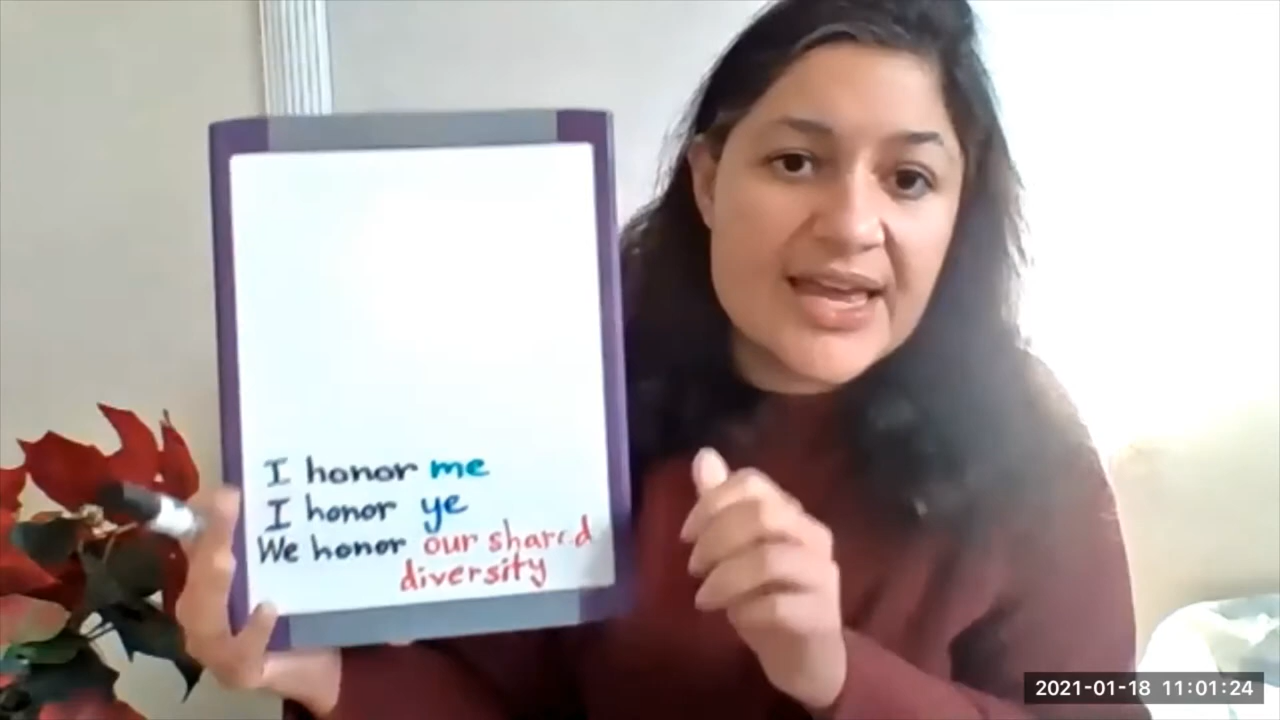 I honor me
I honor ye
We honor our shared
diversity
2021-01-18 11:01:24